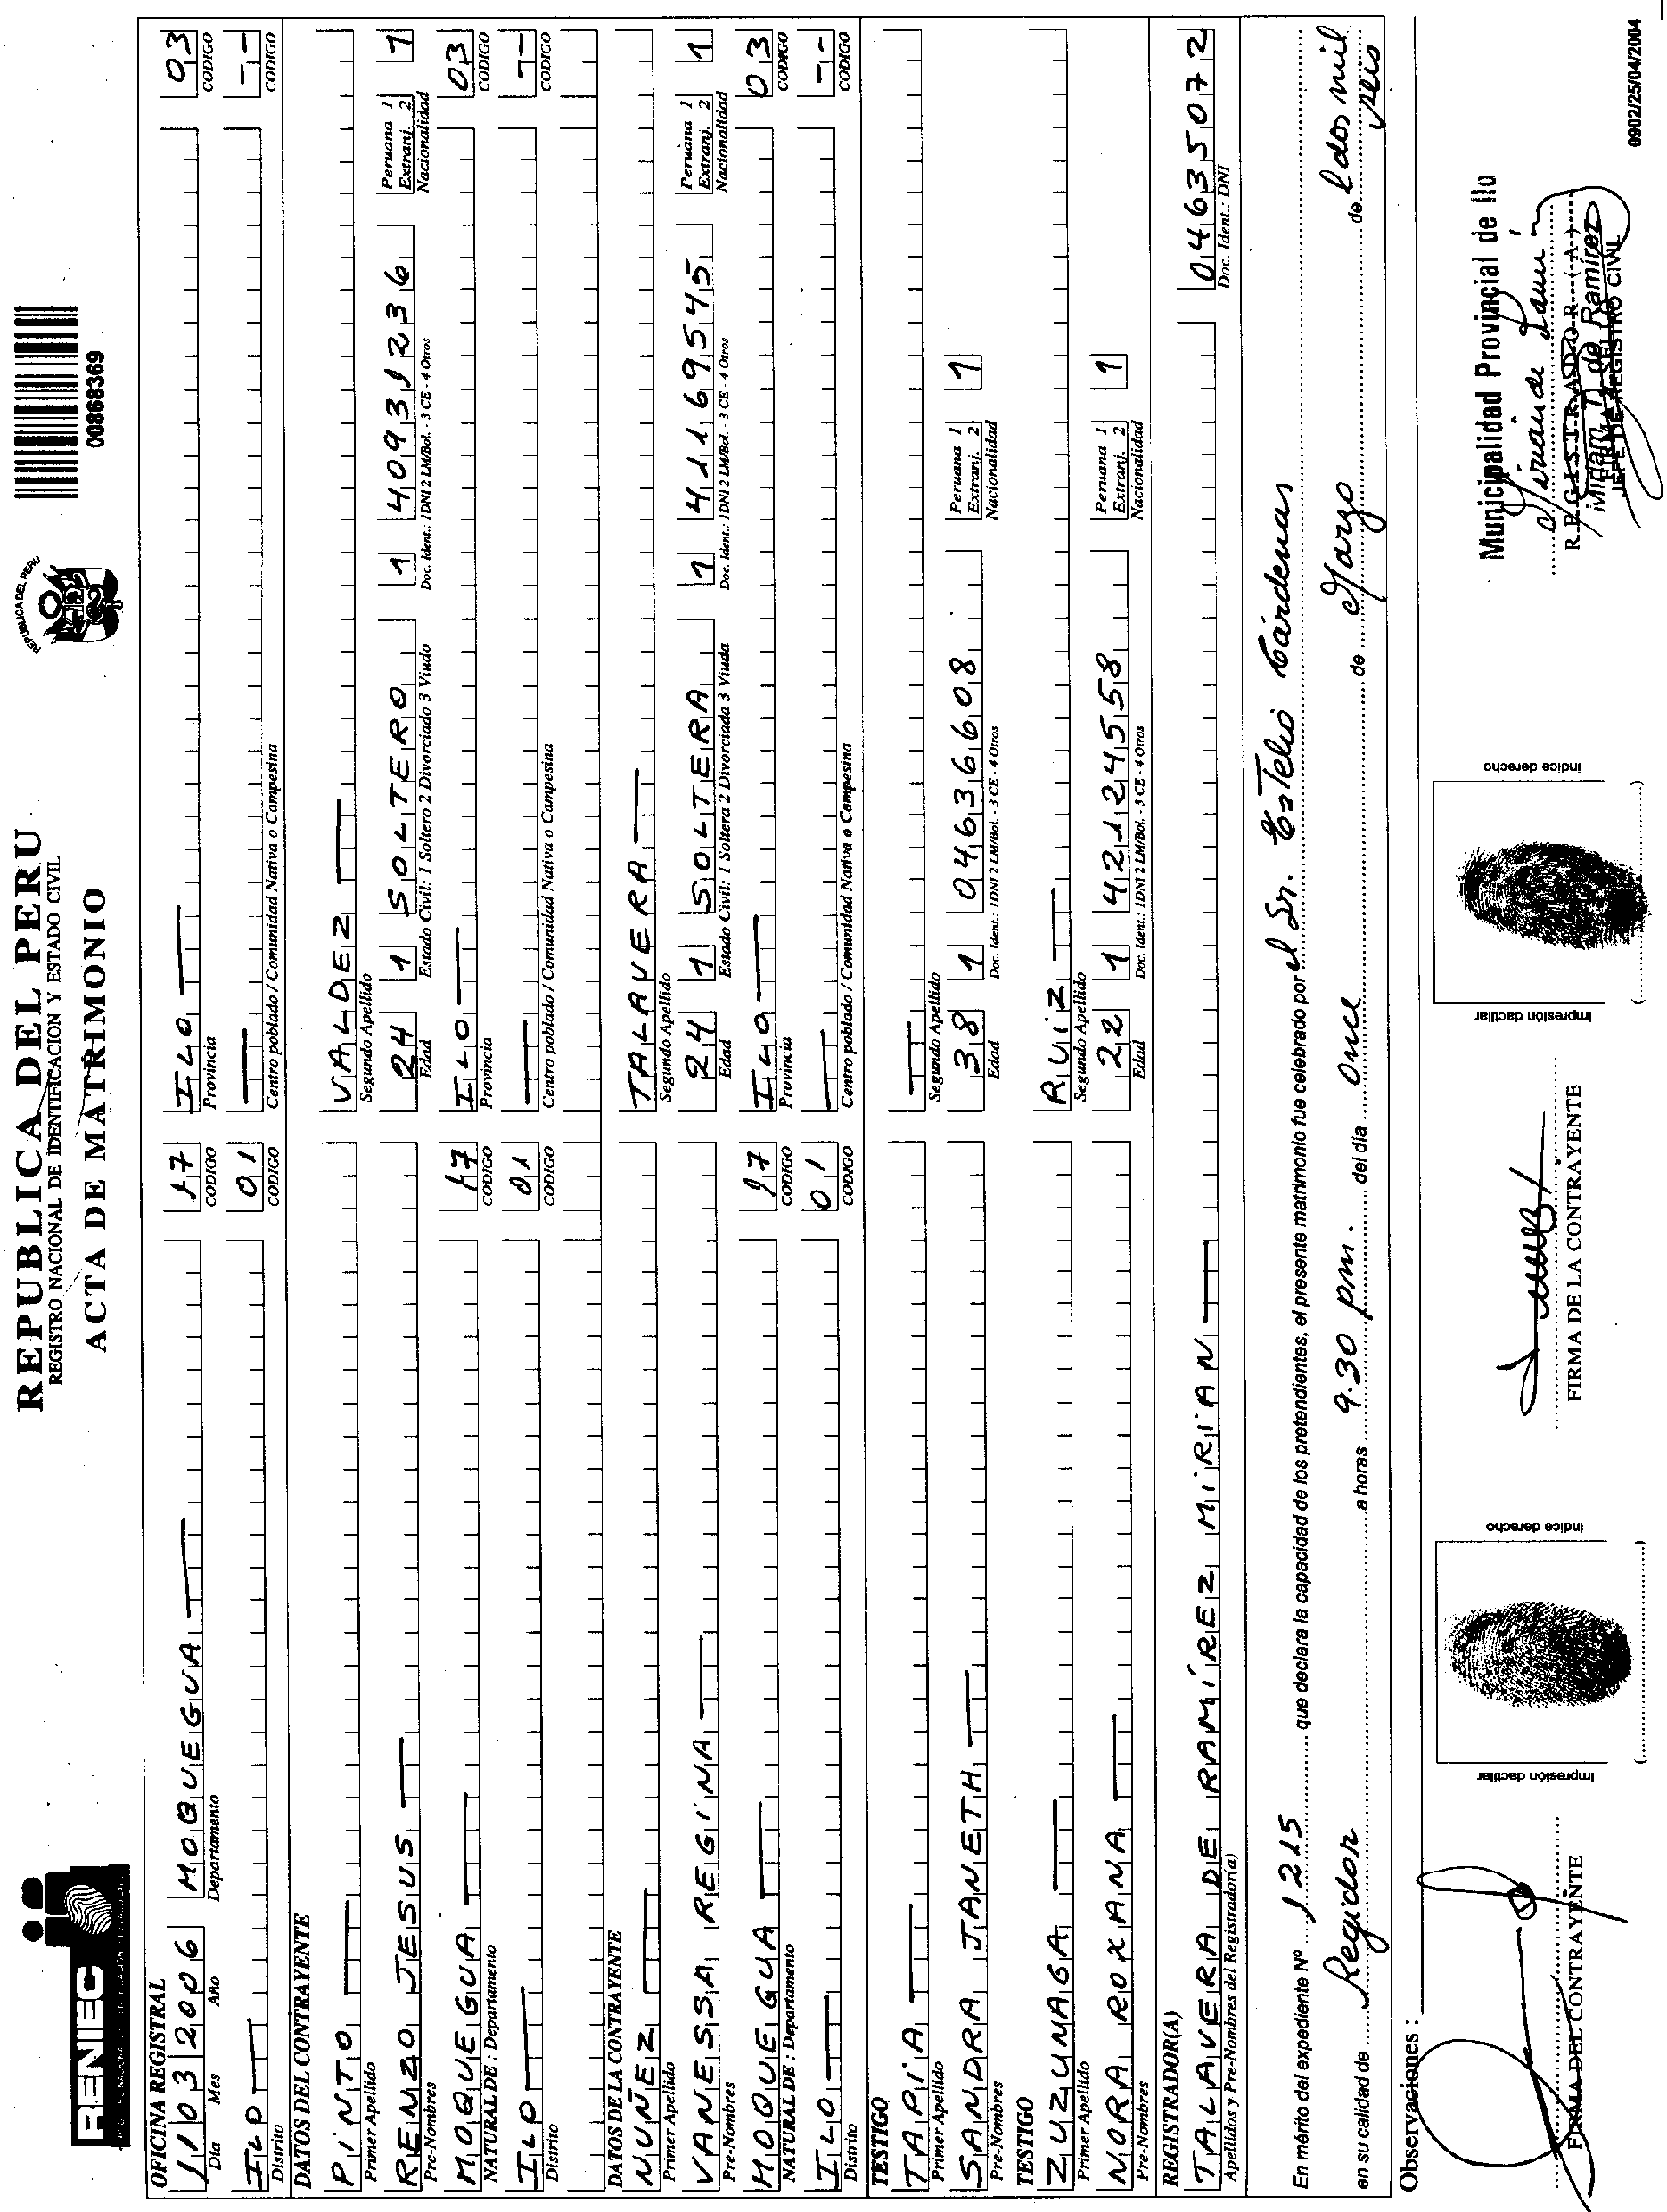 RENIEC
REPUBLICA DEL PERU
REGISTRO NACIONAL DE IDENTIFICACION Y ESTADO CIVIL
ACTA DE MATRIMONIO
REPUBLICA DEL PERU
00868369
OFICINA REGISTRAL
11 03 2006 MOQUEGUA 17 ILO 03
Día Mes Año Departamento CODIGO Provincia CODIGO
ILO 01 --
Distrito CODIGO Centro poblado / Comunidad Nativa o Campesina CODIGO
DATOS DEL CONTRAYENTE
PINTO VALDEZ
Primer Apellido Segundo Apellido
RENZO JESUS 24 1 SOLTERO 1 40931236 Peruana 1 Extranj. 2 1
Pre-Nombres Edad Estado Civil: 1 Soltero 2 Divorciado 3 Viudo Doc. Ident.: 1DNI 2 LM/Bol. - 3 CE - 4 Otros Nacionalidad
MOQUEGUA 17 ILO 03
NATURAL DE : Departamento CODIGO Provincia CODIGO
ILO 01 --
Distrito CODIGO Centro poblado / Comunidad Nativa o Campesina CODIGO
DATOS DE LA CONTRAYENTE
NUÑEZ TALAVERA
Primer Apellido Segundo Apellido
VANESSA REGINA 24 1 SOLTERA 1 41169545 Peruana 1 Extranj. 2 1
Pre-Nombres Edad Estado Civil: 1 Soltera 2 Divorciada 3 Viuda Doc. Ident.: 1DNI 2 LM/Bol. - 3 CE - 4 Otros Nacionalidad
MOQUEGUA 17 ILO 03
NATURAL DE : Departamento CODIGO Provincia CODIGO
ILO 01 --
Distrito CODIGO Centro poblado / Comunidad Nativa o Campesina CODIGO
TESTIGO
TAPIA
Primer Apellido Segundo Apellido
SANDRA JANETH 38 1 04636608 Peruana 1 Extranj. 2 1
Pre-Nombres Edad Doc. Ident.: 1DNI 2 LM/Bol. - 3 CE - 4 Otros Nacionalidad
TESTIGO
ZUZUNAGA RUIZ
Primer Apellido Segundo Apellido
NORA ROXANA 22 1 42124558 Peruana 1 Extranj. 2 1
Pre-Nombres Edad Doc. Ident.: 1DNI 2 LM/Bol. - 3 CE - 4 Otros Nacionalidad
REGISTRADOR(A)
TALAVERA DE RAMÍREZ MIRIAN 04635072
Apellidos y Pre-Nombres del Registrador(a) Doc. Ident.: DNI
En mérito del expediente Nº 1215 que declara la capacidad de los pretendientes, el presente matrimonio fue celebrado por el Sr. Estelio Cárdenas
en su calidad de Regidor a horas 9.30 pm. del día Once de Marzo de dos mil seis
Observaciones :
FIRMA DEL CONTRAYENTE
Impresión dactilar
índice derecho
FIRMA DE LA CONTRAYENTE
Impresión dactilar
índice derecho
Municipalidad Provincial de Ilo
REGISTRADOR (A)
Miriam T. de Ramírez
JEFE DE REGISTRO CIVIL
0902/25/04/2004